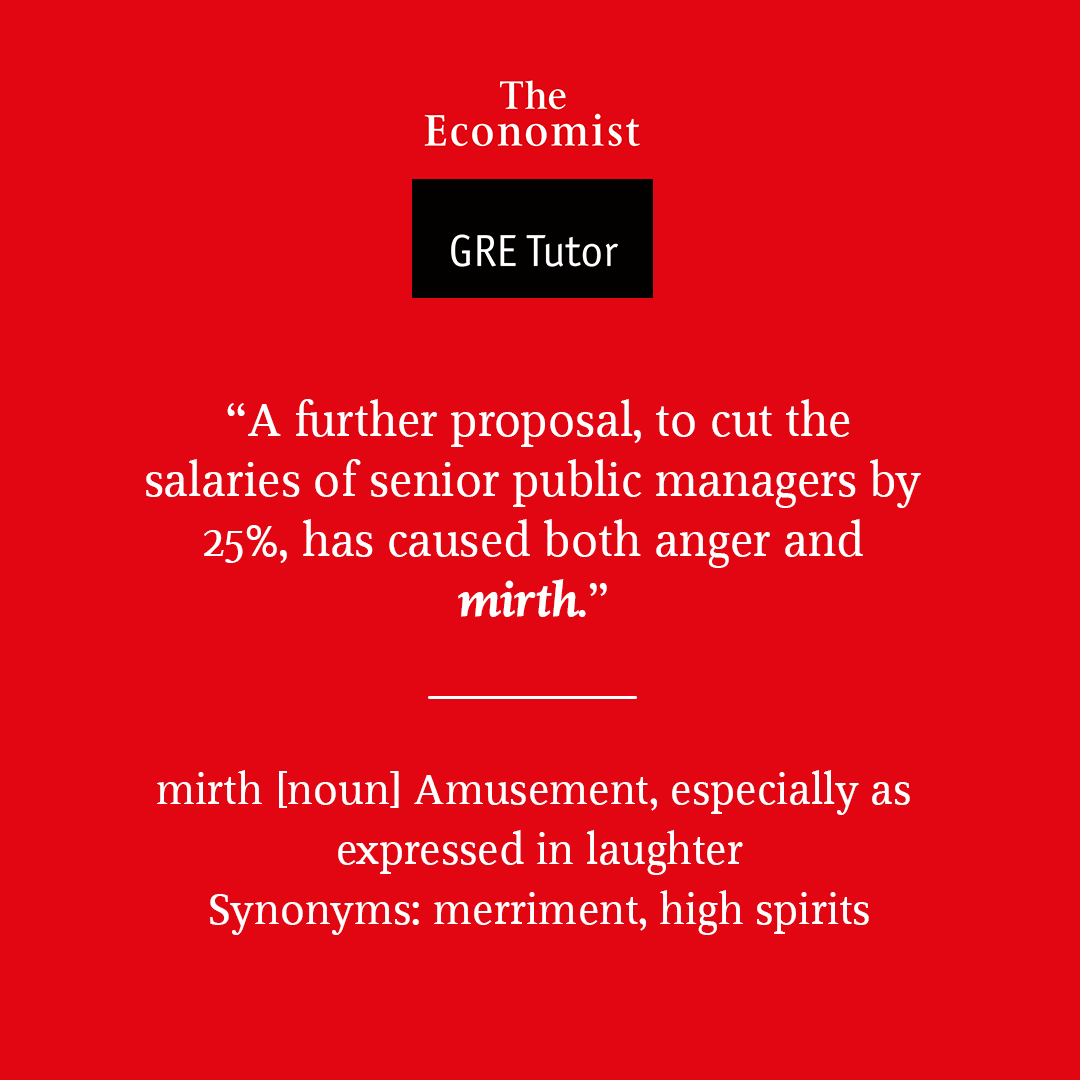 The
Economist
GRE Tutor
“A further proposal, to cut the
salaries of senior public managers by
25%, has caused both anger and
mirth.”
mirth [noun] Amusement, especially as
expressed in laughter
Synonyms: merriment, high spirits